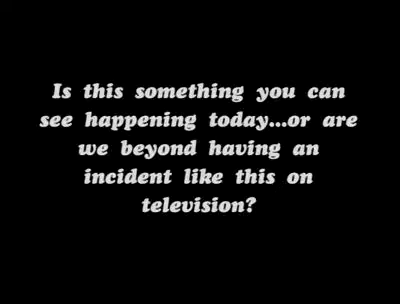 Is this something you can
see happening today...or are
we beyond having an
incident like this on
television?